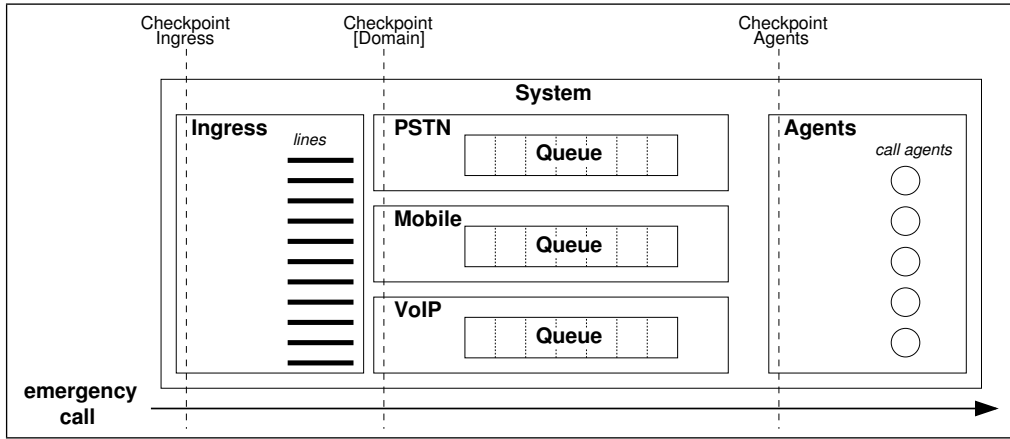 Checkpoint
Ingress
Checkpoint
[Domain]
Checkpoint
Agents
System
Ingress
lines
PSTN
Queue
Mobile
Queue
VoIP
Queue
Agents
call agents
emergency
call